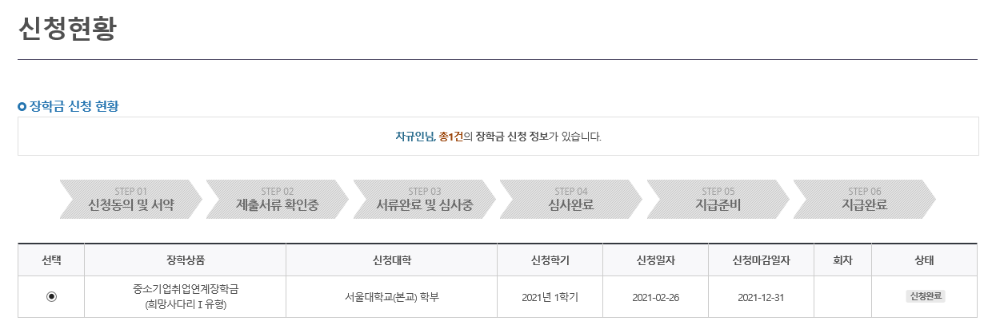 신청현황
장학금 신청 현황
차규인님, 총1건의 장학금 신청 정보가 있습니다.
STEP 01 STEP 02 STEP 03 STEP 04 STEP 05 STEP 06
신청동의 및 서약 제출서류 확인중 서류완료 및 심사중 심사완료 지급준비 지급완료
선택 장학상품 신청대학 신청학기 신청일자 신청마감일자 회차 상태
중소기업취업연계장학금
(희망사다리 I 유형) 서울대학교(본교) 학부 2021년 1학기 2021-02-26 2021-12-31 신청완료